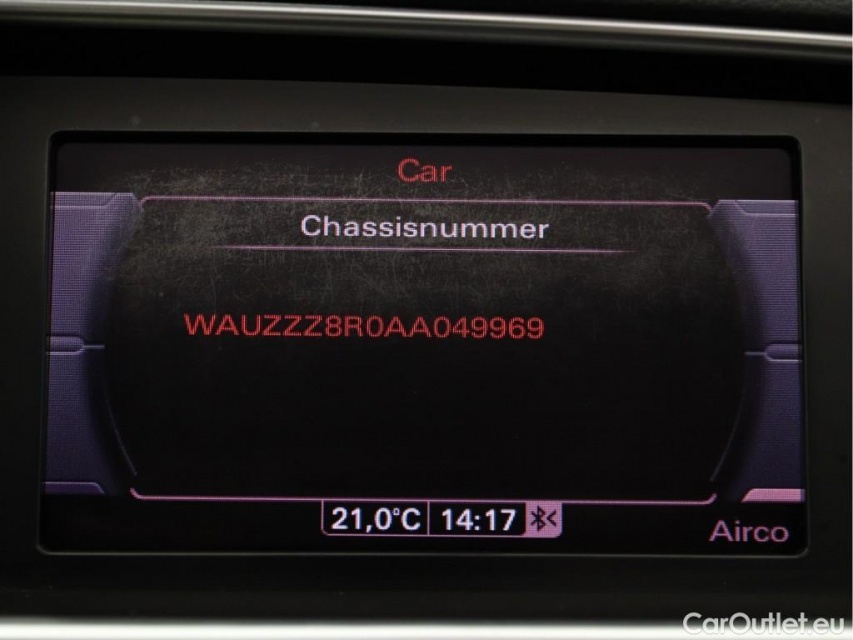 Car
Chassisnummer
WAUZZZ8R0AA049969
21,0°C 14:17
Airco
CarOutlet.eu